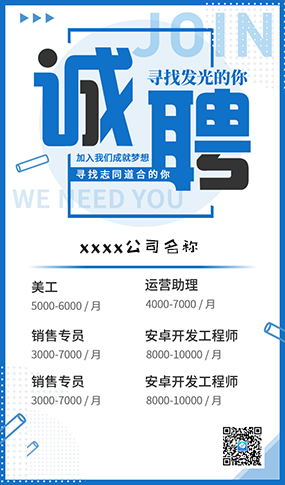 JOIN
寻找发光的你
诚聘
加入我们成就梦想
寻找志同道合的你
WE NEED YOU
xxxx公司名称
美工
5000-6000 / 月
运营助理
4000-7000 / 月
销售专员
3000-7000 / 月
安卓开发工程师
8000-10000 / 月
销售专员
3000-7000 / 月
安卓开发工程师
8000-10000 / 月